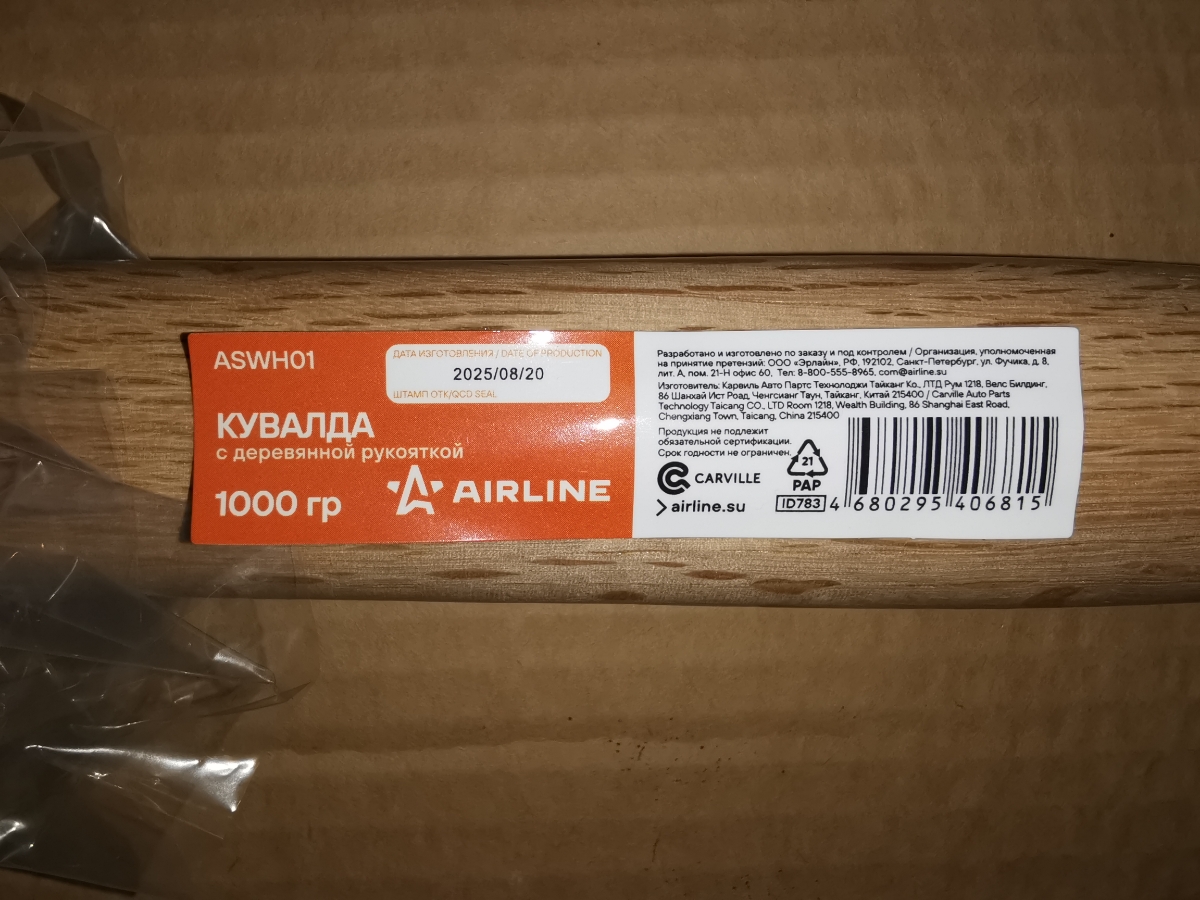 ASWH01
ДАТА ИЗГОТОВЛЕНИЯ / DATE OF PRODUCTION
2025/08/20
ШТАМП ОТК/QCD SEAL
КУВАЛДА
с деревянной рукояткой
1000 гр
AIRLINE
Разработано и изготовлено по заказу и под контролем / Организация, уполномоченная
на принятие претензий: ООО «Эрлайн», РФ, 192102, Санкт-Петербург, ул. Фучика, д. 8,
лит. А, пом. 21-Н офис 60, Тел: 8-800-555-8965, com@airline.su
Изготовитель: Карвиль Авто Партс Технолоджи Тайканг Ко., ЛТД Рум 1218, Велс Билдинг,
86 Шанхай Ист Роад, Ченгсианг Таун, Тайканг, Китай 215400 / Carville Auto Parts
Technology Taicang CO., LTD Room 1218, Wealth Building, 86 Shanghai East Road,
Chengxiang Town, Taicang, China 215400
Продукция не подлежит
обязательной сертификации.
Срок годности не ограничен.
CARVILLE
airline.su
21
PAP
ID783
4 680295 406815